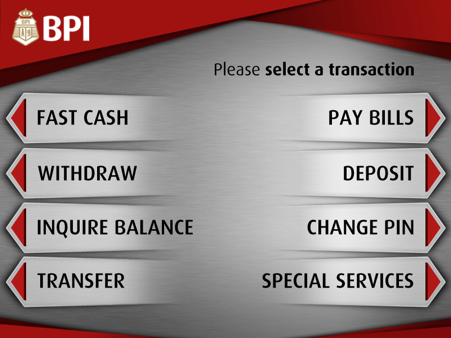 BPI
Please select a transaction
FAST CASH
PAY BILLS
WITHDRAW
DEPOSIT
INQUIRE BALANCE
CHANGE PIN
TRANSFER
SPECIAL SERVICES